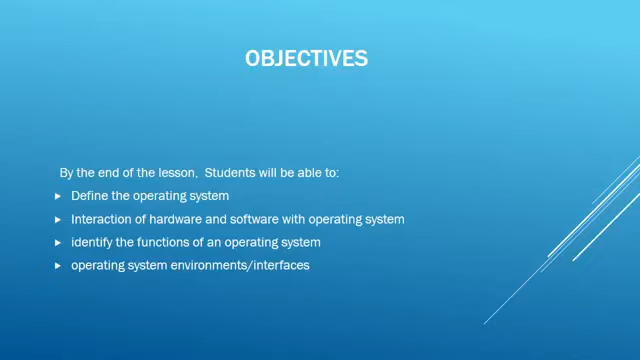 OBJECTIVES
By the end of the lesson, Students will be able to:
Define the operating system
Interaction of hardware and software with operating system
identify the functions of an operating system
operating system environments/interfaces